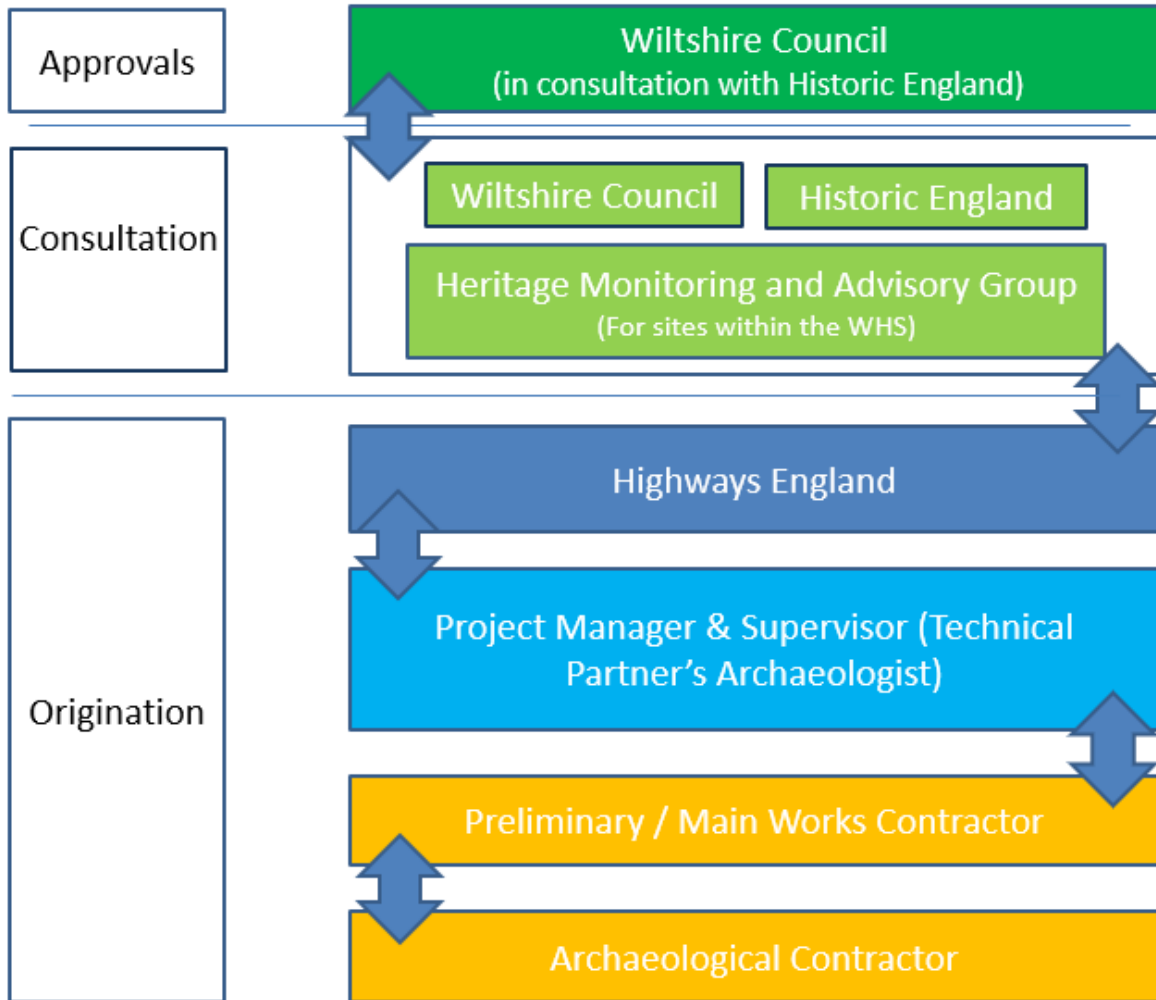 Approvals
Wiltshire Council
(in consultation with Historic England)
Consultation
Wiltshire Council
Historic England
Heritage Monitoring and Advisory Group
(For sites within the WHS)
Origination
Highways England
Project Manager & Supervisor (Technical
Partner’s Archaeologist)
Preliminary / Main Works Contractor
Archaeological Contractor